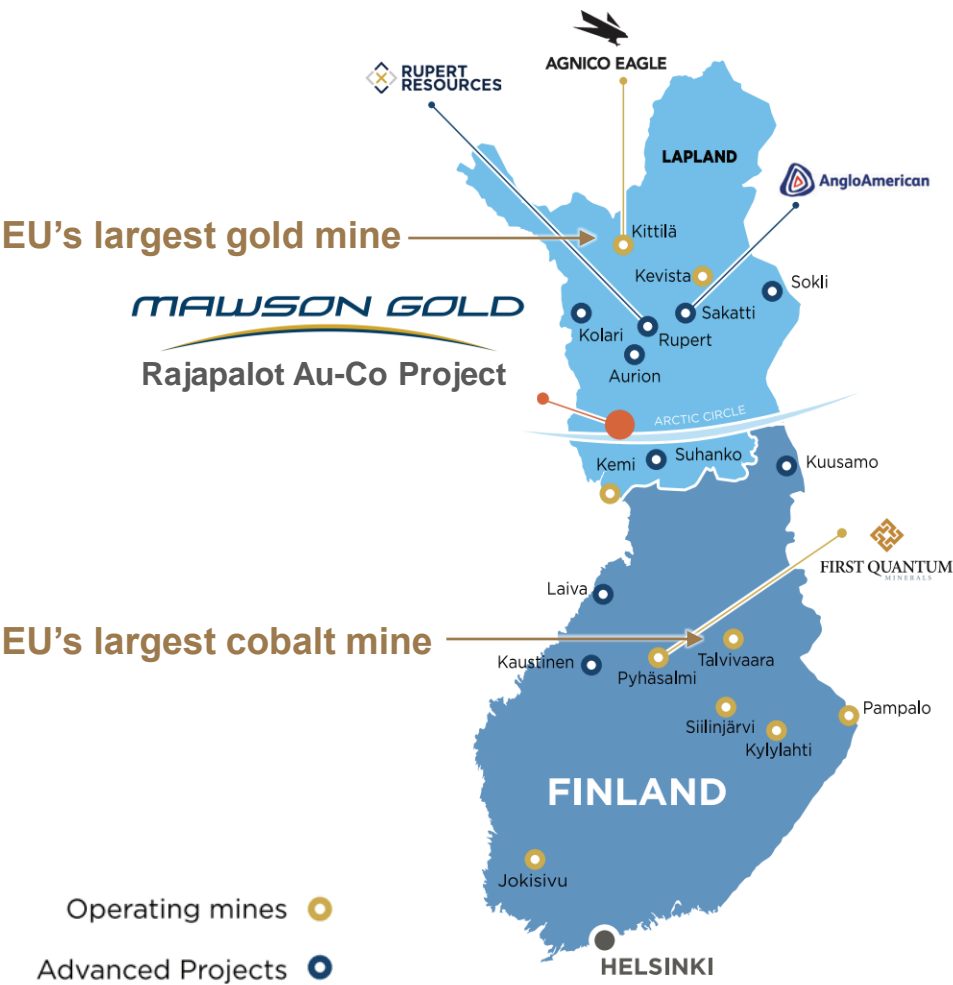 AGNICO EAGLE
RUPERT
RESOURCES
LAPLAND
AngloAmerican
EU's largest gold mine
Kittilä
Kevista
Sokli
MAWSON GOLD
Kolari
Rupert
Sakatti
Rajapalot Au-Co Project
Aurion
ARCTIC CIRCLE
Kemi
Suhanko
Kuusamo
FIRST QUANTUM
MINERALS
Laiva
EU's largest cobalt mine
Kaustinen
Pyhäsalmi
Talvivaara
Siilinjärvi
Kylylahti
Pampalo
FINLAND
Jokisivu
Operating mines
HELSINKI
Advanced Projects